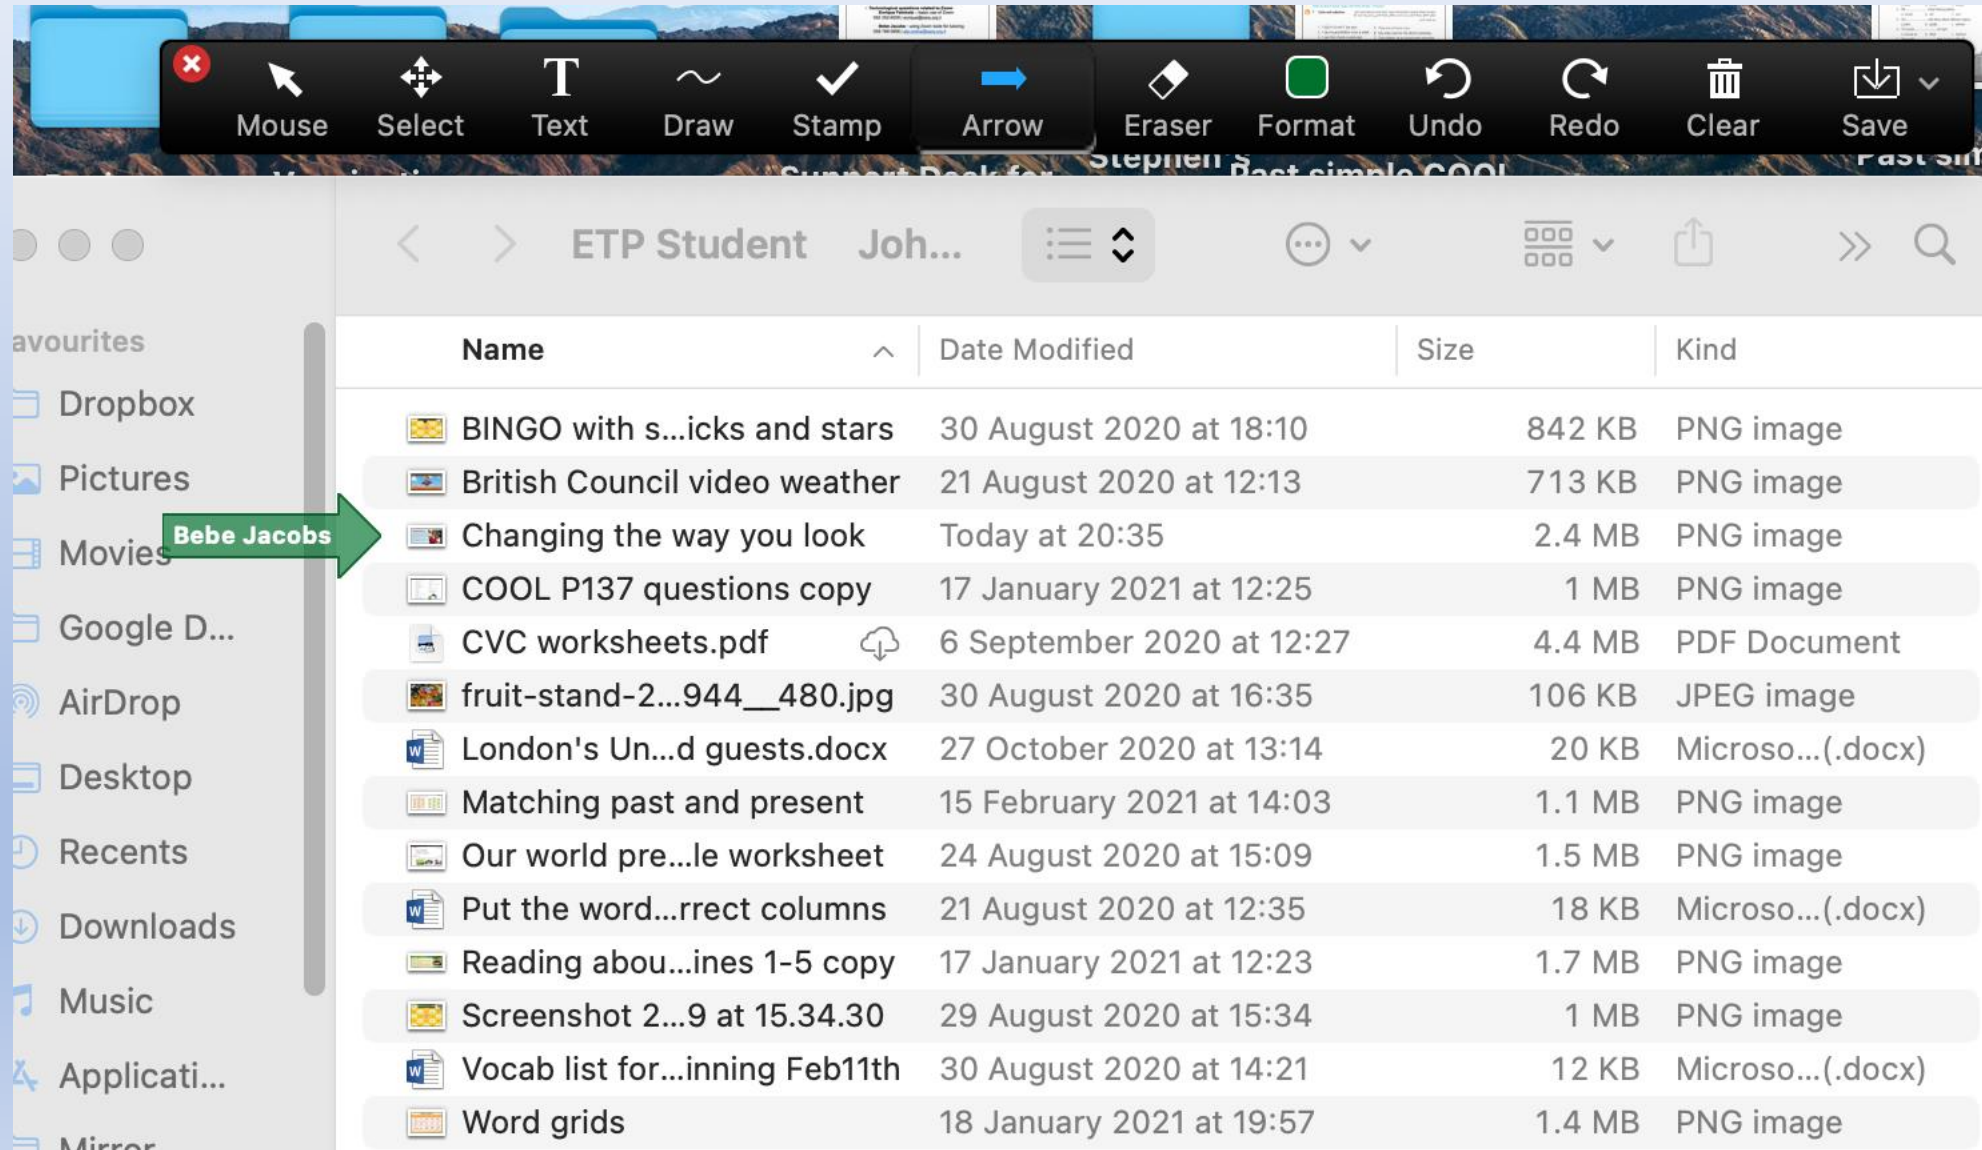 Mouse Select Text Draw Stamp Arrow Eraser Format Undo Redo Clear Save
Stephen's
Past simple COOL
ETP Student Joh...
avourites
Name Date Modified Size Kind
Dropbox
BINGO with s...icks and stars 30 August 2020 at 18:10 842 KB PNG image
Pictures
British Council video weather 21 August 2020 at 12:13 713 KB PNG image
Bebe Jacobs
Movies
Changing the way you look Today at 20:35 2.4 MB PNG image
COOL P137 questions copy 17 January 2021 at 12:25 1 MB PNG image
Google D...
CVC worksheets.pdf 6 September 2020 at 12:27 4.4 MB PDF Document
AirDrop
fruit-stand-2...944__480.jpg 30 August 2020 at 16:35 106 KB JPEG image
London's Un...d guests.docx 27 October 2020 at 13:14 20 KB Microso...(.docx)
Desktop
Matching past and present 15 February 2021 at 14:03 1.1 MB PNG image
Recents
Our world pre...le worksheet 24 August 2020 at 15:09 1.5 MB PNG image
Put the word...rrect columns 21 August 2020 at 12:35 18 KB Microso...(.docx)
Downloads
Reading abou...ines 1-5 copy 17 January 2021 at 12:23 1.7 MB PNG image
Music
Screenshot 2...9 at 15.34.30 29 August 2020 at 15:34 1 MB PNG image
Applicati...
Vocab list for...inning Feb11th 30 August 2020 at 14:21 12 KB Microso...(.docx)
Word grids 18 January 2021 at 19:57 1.4 MB PNG image
Mirror